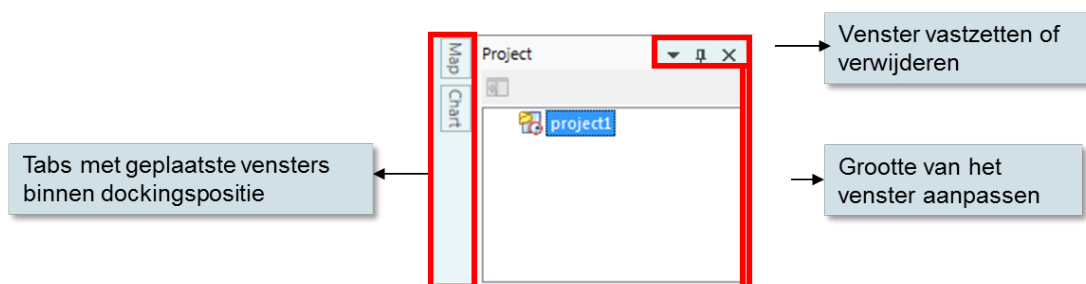 Map
Chart
Project
project1
Venster vastzetten of
verwijderen
Tabs met geplaatste vensters
binnen dockingspositie
Grootte van het
venster aanpassen